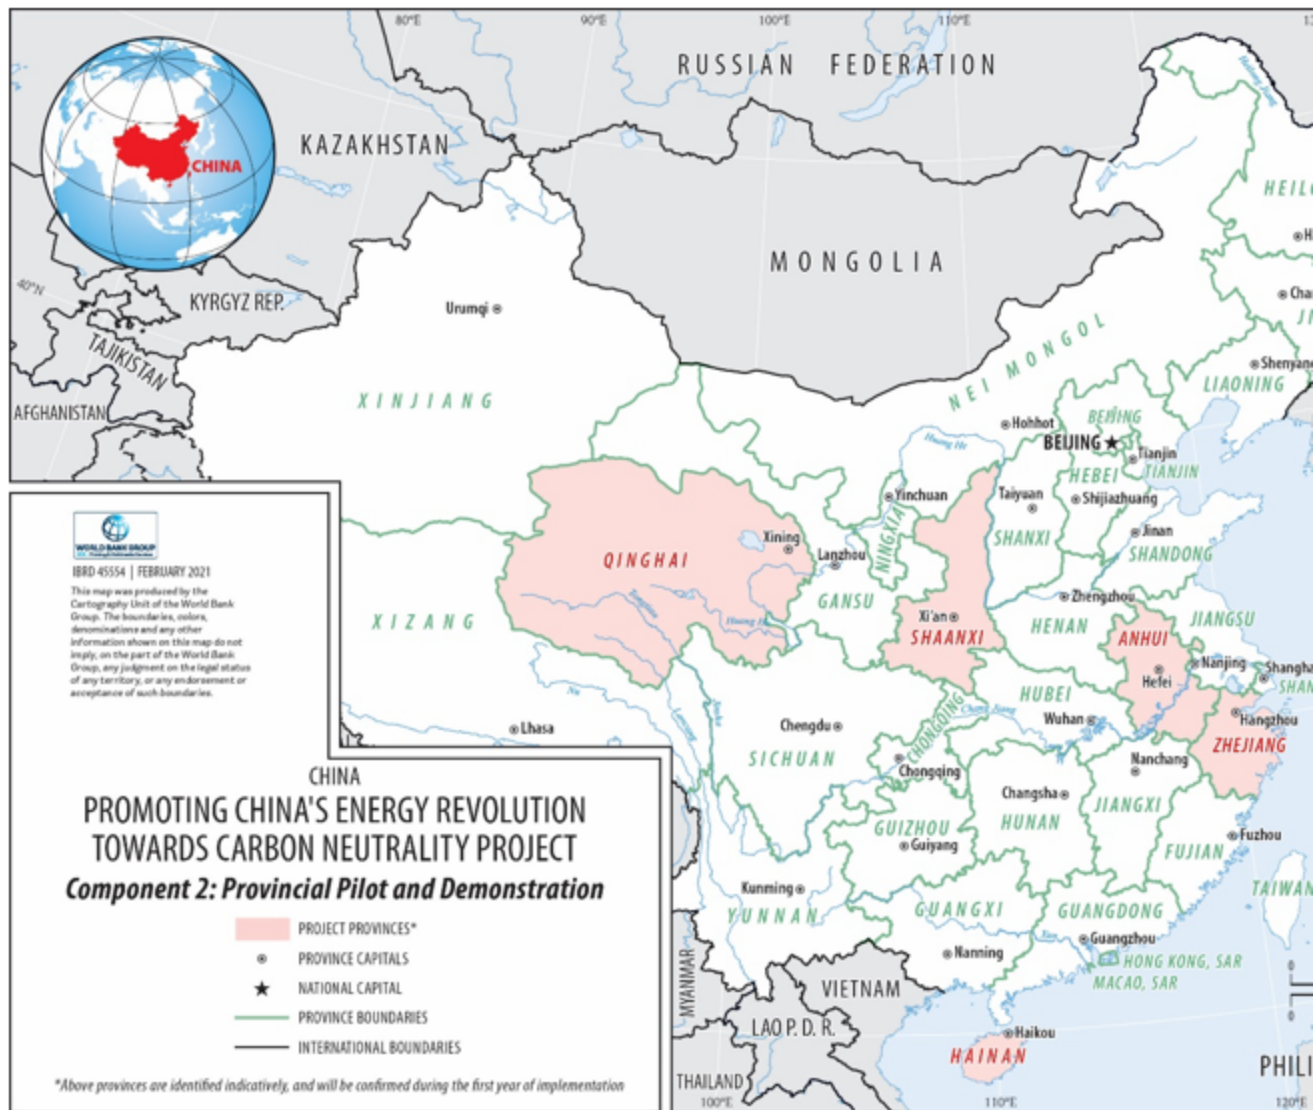 80°E
90°E
100°E
110°E
RUSSIAN FEDERATION
KAZAKHSTAN
CHINA
MONGOLIA
40°N
KYRGYZ REP.
TAJIKISTAN
AFGHANISTAN
Urumqi
XINJIANG
NEI MONGOL
LIAONING
Hohhot
BEIJING
BEIJING
Tianjin
TIANJIN
HEBEI
Huang He
Yinchuan
Taiyuan
Shijiazhuang
NINGXIA
SHANXI
Jinan
SHANDONG
Xining
QINGHAI
Lanzhou
GANSU
Zhengzhou
HENAN
Xi'an
SHAANXI
ANHUI
JIANGSU
XIZANG
Nanjing
Hefei
HUBEI
Wuhan
Hangzhou
ZHEJIANG
Lhasa
Chengdu
SICHUAN
CHONGQING
Chongqing
Nanchang
Changsha
HUNAN
JIANGXI
GUIZHOU
Guiyang
Fuzhou
FUJIAN
Kunming
YUNNAN
GUANGXI
GUANGDONG
TAIWAN
Nanning
Guangzhou
HONG KONG, SAR
MACAO, SAR
MYANMAR
VIETNAM
LAO P. D. R.
THAILAND
Haikou
HAINAN
100°E
110°E
120°E
WORLD BANK GROUP
IBRD 45554 | FEBRUARY 2021
This map was produced by the
Cartography Unit of the World Bank
Group. The boundaries, colors,
denominations and any other
information shown on this map do not
imply, on the part of the World Bank
Group, any judgment on the legal status
of any territory, or any endorsement or
acceptance of such boundaries.
CHINA
PROMOTING CHINA'S ENERGY REVOLUTION
TOWARDS CARBON NEUTRALITY PROJECT
Component 2: Provincial Pilot and Demonstration
PROJECT PROVINCES*
PROVINCE CAPITALS
NATIONAL CAPITAL
PROVINCE BOUNDARIES
INTERNATIONAL BOUNDARIES
*Above provinces are identified indicatively, and will be confirmed during the first year of implementation